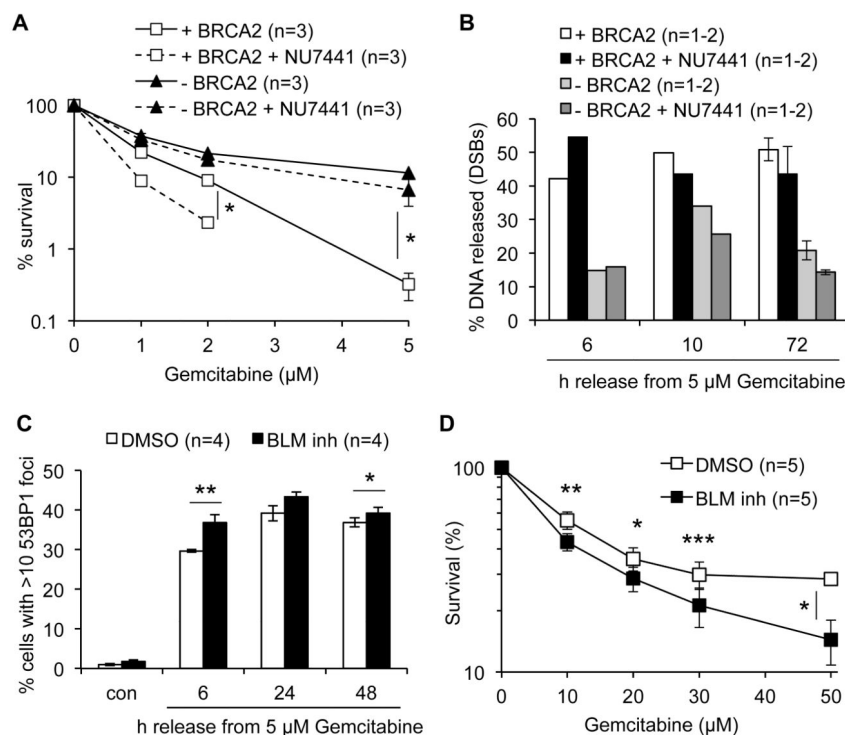 A
+ BRCA2 (n=3)
+ BRCA2 + NU7441 (n=3)
- BRCA2 (n=3)
- BRCA2 + NU7441 (n=3)
% survival
100
10
1
0.1
*
*
0 1 2 3 4 5
Gemcitabine (µM)
B
+ BRCA2 (n=1-2)
+ BRCA2 + NU7441 (n=1-2)
- BRCA2 (n=1-2)
- BRCA2 + NU7441 (n=1-2)
% DNA released (DSBs)
60
50
40
30
20
10
0
6 10 72
h release from 5 µM Gemcitabine
C
DMSO (n=4) BLM inh (n=4)
% cells with >10 53BP1 foci
50
40
30
20
10
0
** *
con 6 24 48
h release from 5 µM Gemcitabine
D
DMSO (n=5)
BLM inh (n=5)
Survival (%)
100
10
** * ***
*
0 10 20 30 40 50
Gemcitabine (µM)